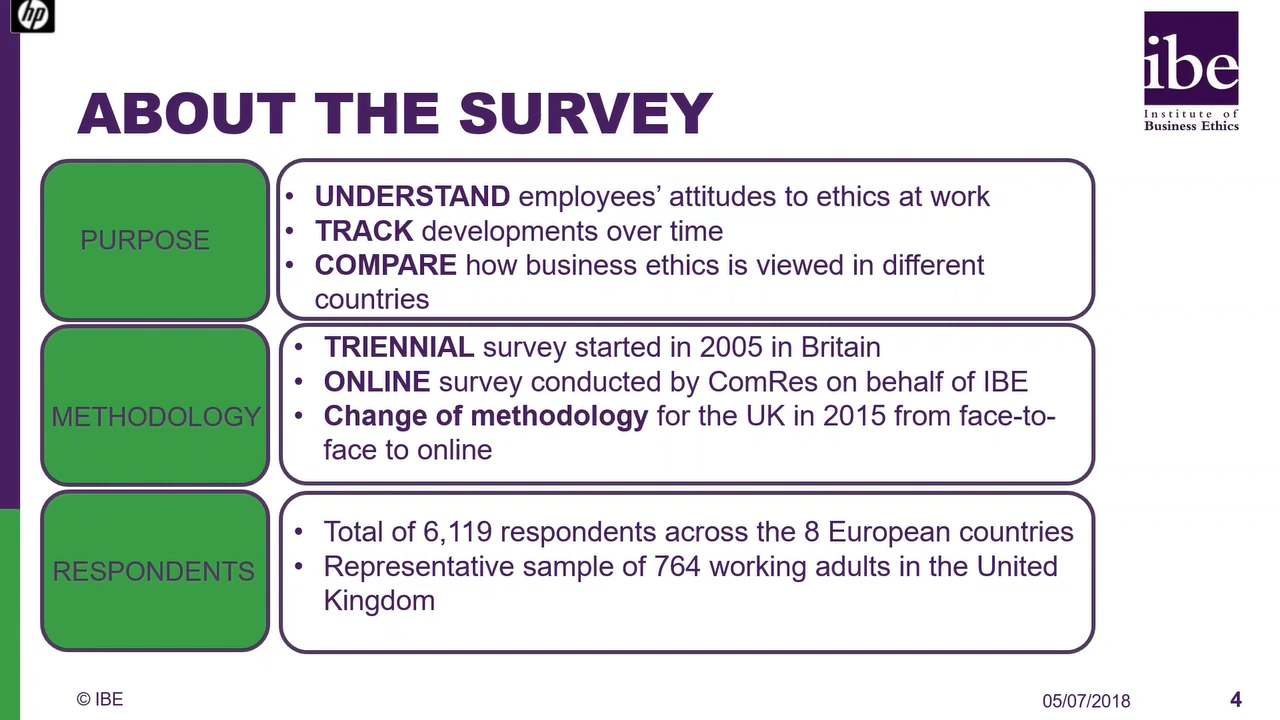 hp
ibe
Institute of
Business Ethics
ABOUT THE SURVEY
PURPOSE
• UNDERSTAND employees’ attitudes to ethics at work
• TRACK developments over time
• COMPARE how business ethics is viewed in different
countries
METHODOLOGY
• TRIENNIAL survey started in 2005 in Britain
• ONLINE survey conducted by ComRes on behalf of IBE
• Change of methodology for the UK in 2015 from face-to-
face to online
RESPONDENTS
• Total of 6,119 respondents across the 8 European countries
• Representative sample of 764 working adults in the United
Kingdom
© IBE
05/07/2018
4